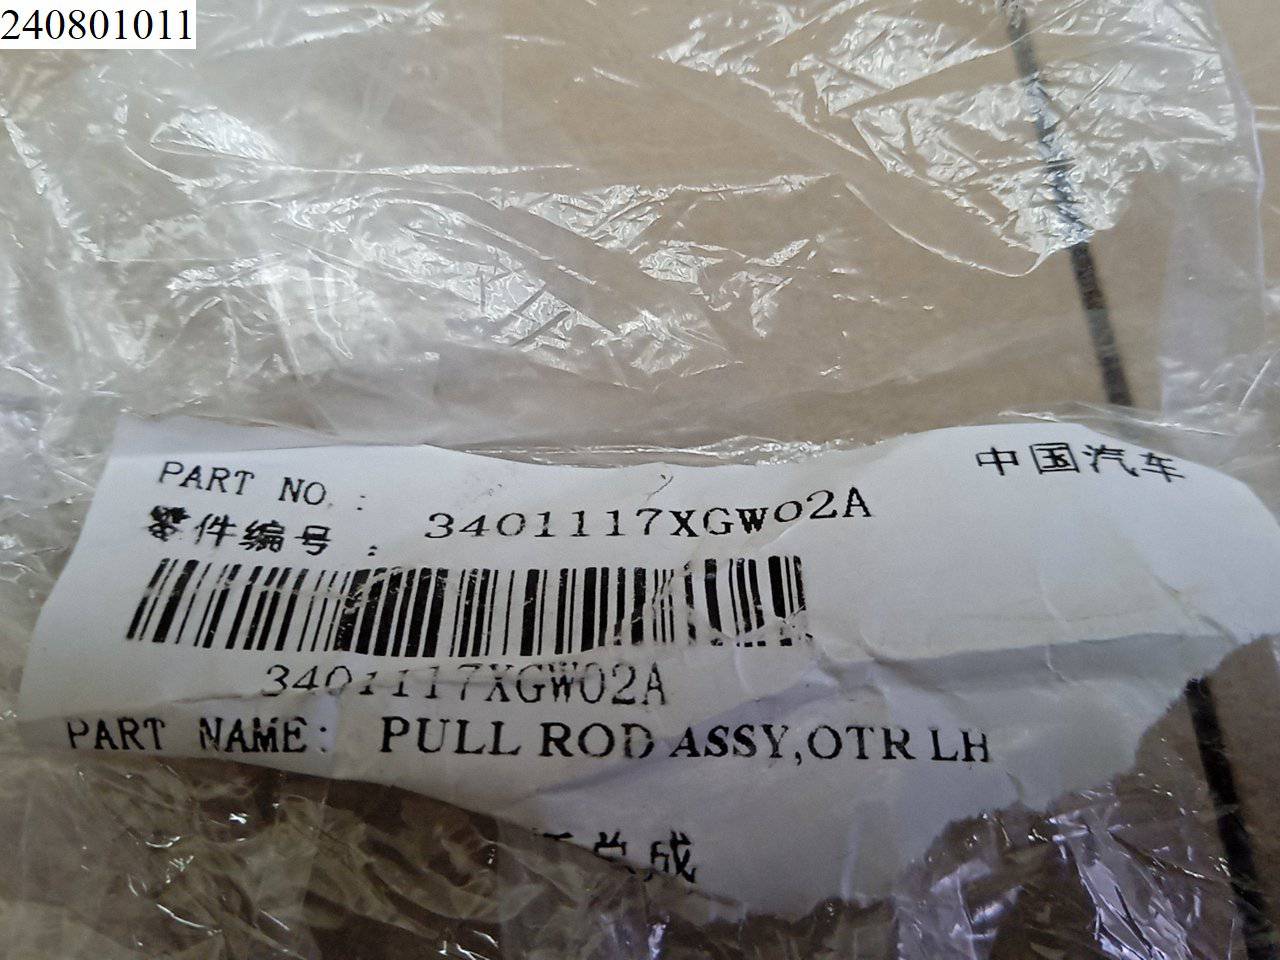 240801011
中国汽车
PART NO.:
零件编号: 3401117XGW02A
3401117XGW02A
PART NAME: PULL ROD ASSY,OTR LH
总成